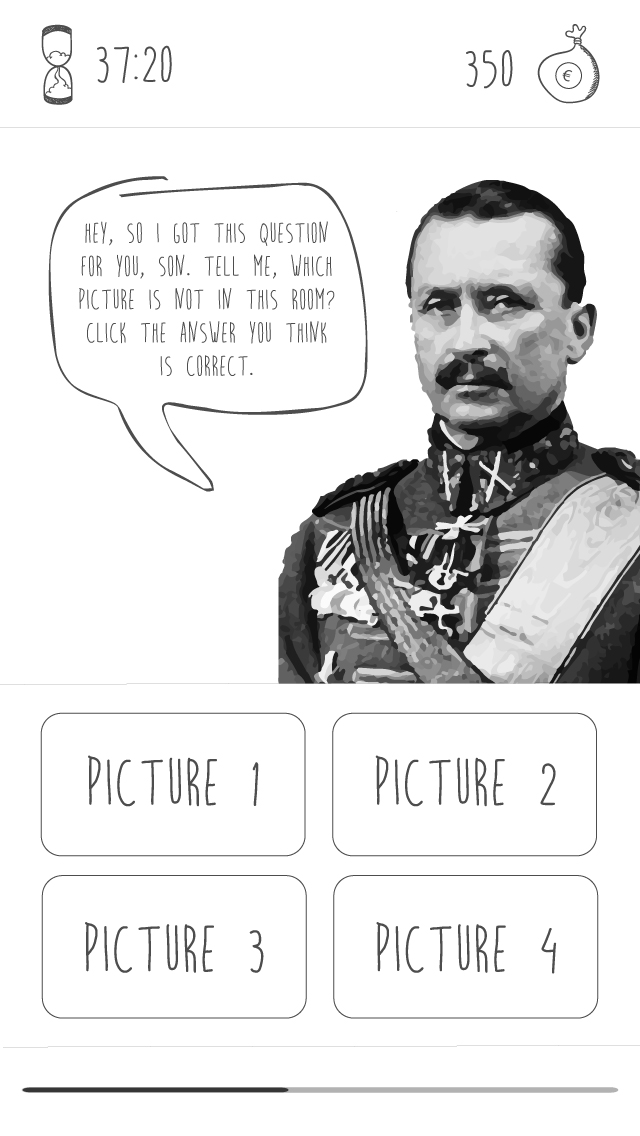 37:20
350
€
HEY, SO I GOT THIS QUESTION
FOR YOU, SON. TELL ME, WHICH
PICTURE IS NOT IN THIS ROOM?
CLICK THE ANSWER YOU THINK
IS CORRECT.
PICTURE 1
PICTURE 2
PICTURE 3
PICTURE 4